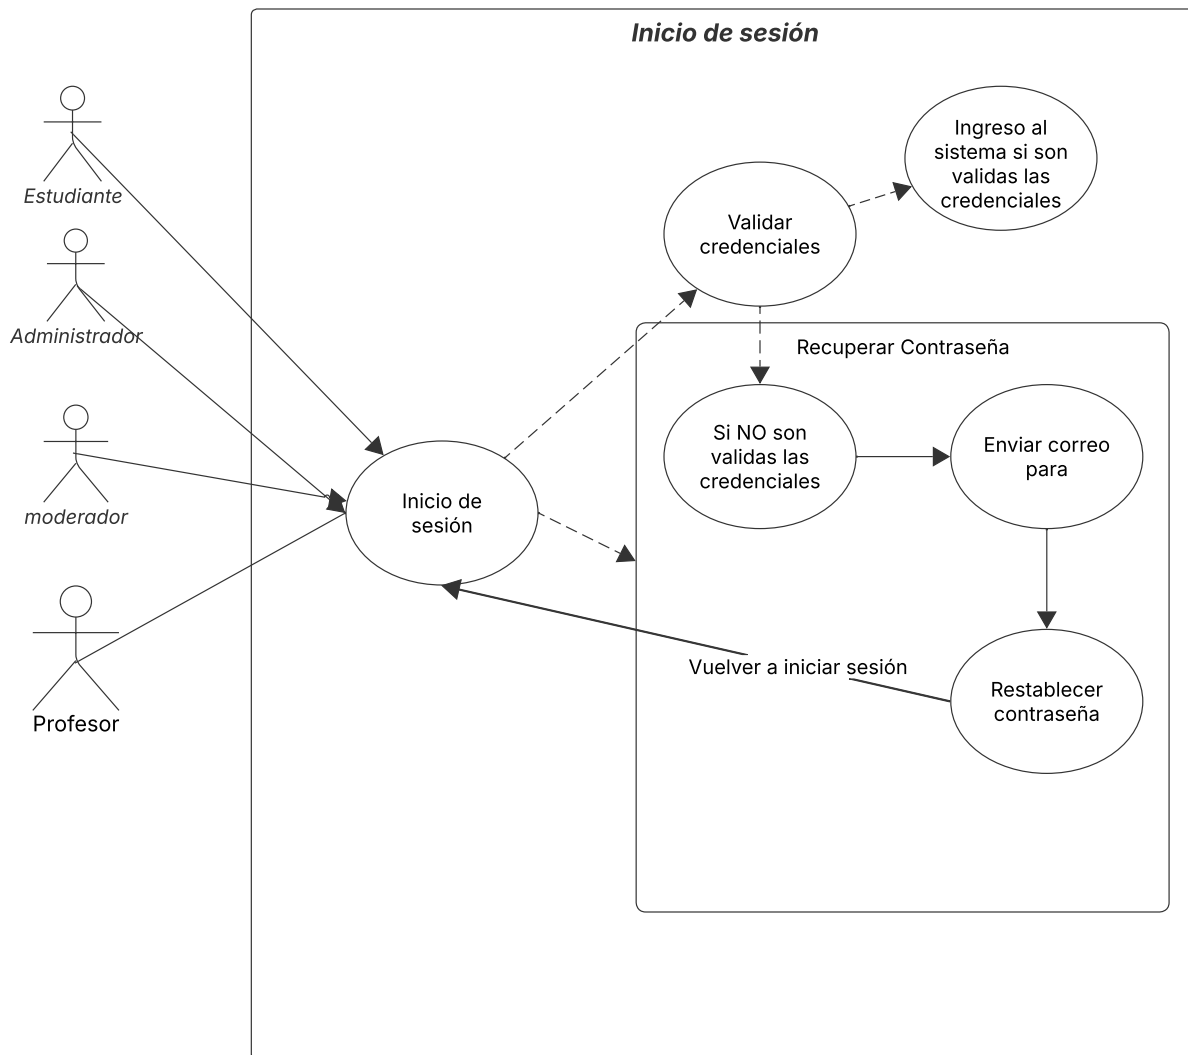 Inicio de sesión
Estudiante
Administrador
moderador
Profesor
Inicio de
sesión
Validar
credenciales
Ingreso al
sistema si son
validas las
credenciales
Recuperar Contraseña
Si NO son
validas las
credenciales
Enviar correo
para
Restablecer
contraseña
Vuelver a iniciar sesión